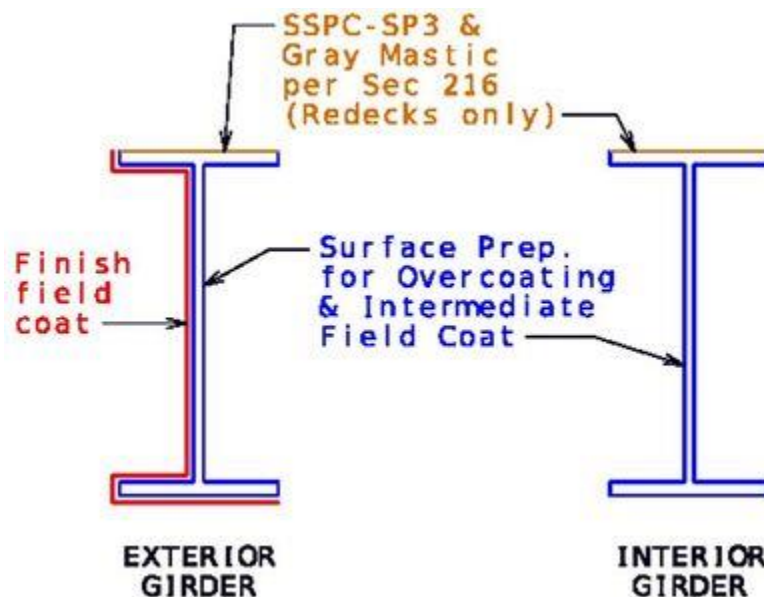 SSPC-SP3 &
Gray Mastic
per Sec 216
(Redecks only)
Finish
field
coat
Surface Prep.
for Overcoating
& Intermediate
Field Coat
EXTERIOR
GIRDER
INTERIOR
GIRDER